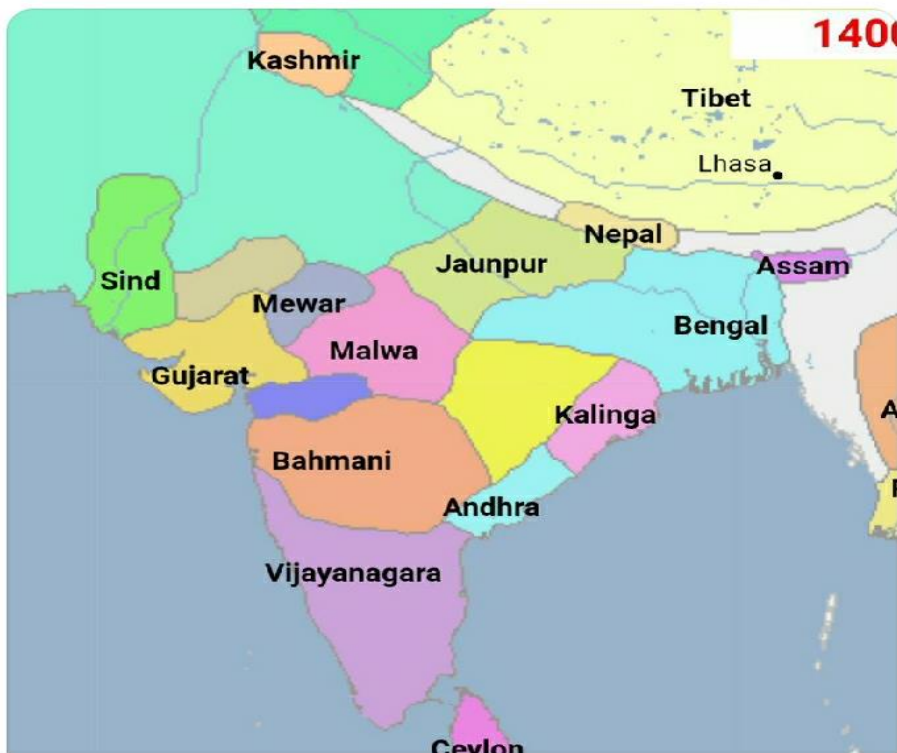 1400
Kashmir
Tibet
Lhasa
Nepal
Sind
Jaunpur
Assam
Mewar
Bengal
Malwa
Gujarat
Kalinga
Bahmani
Andhra
Vijayanagara
Ceylon